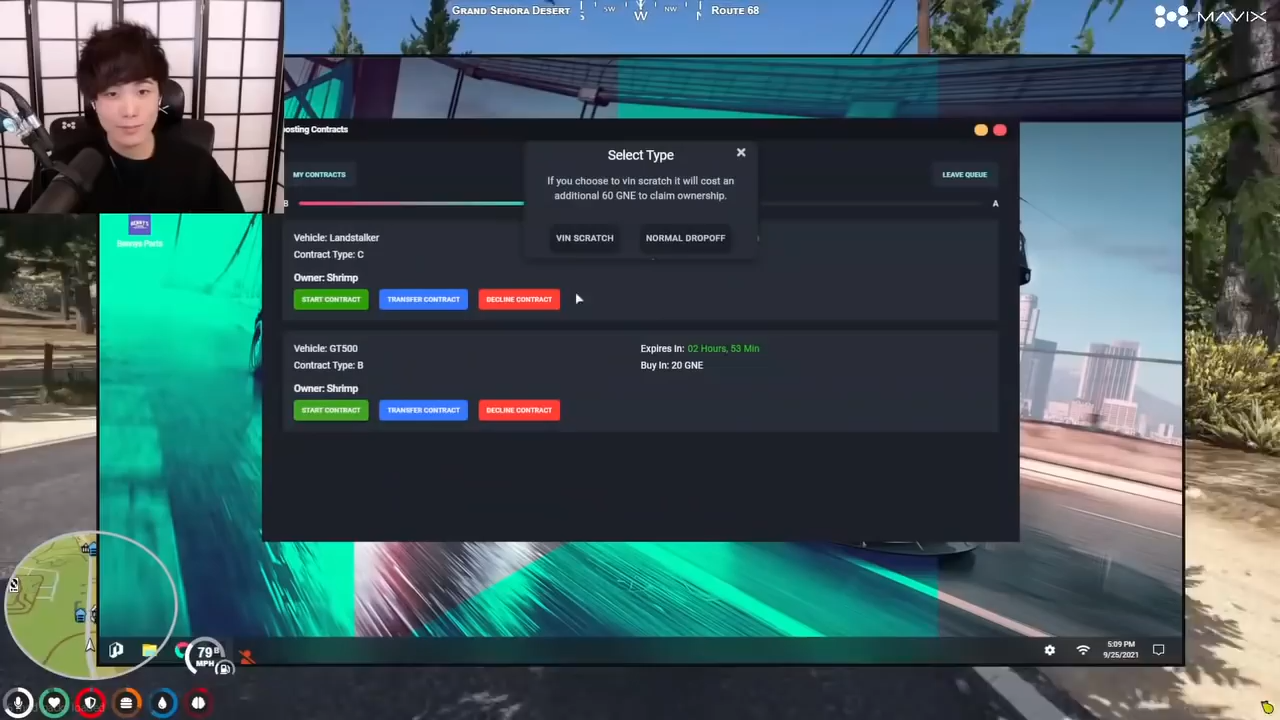 GRAND SENORA DESERT
SW
W
NW
N
ROUTE 68
MAVIX
osting Contracts
Select Type
If you choose to vin scratch it will cost an
additional 60 GNE to claim ownership.
VIN SCRATCH
NORMAL DROPOFF
MY CONTRACTS
LEAVE QUEUE
B
A
Vehicle: Landstalker
Contract Type: C
Owner: Shrimp
START CONTRACT
TRANSFER CONTRACT
DECLINE CONTRACT
Vehicle: GT500
Expires In: 02 Hours, 53 Min
Contract Type: B
Buy In: 20 GNE
Owner: Shrimp
START CONTRACT
TRANSFER CONTRACT
DECLINE CONTRACT
79
MPH
5:09 PM
9/25/2021